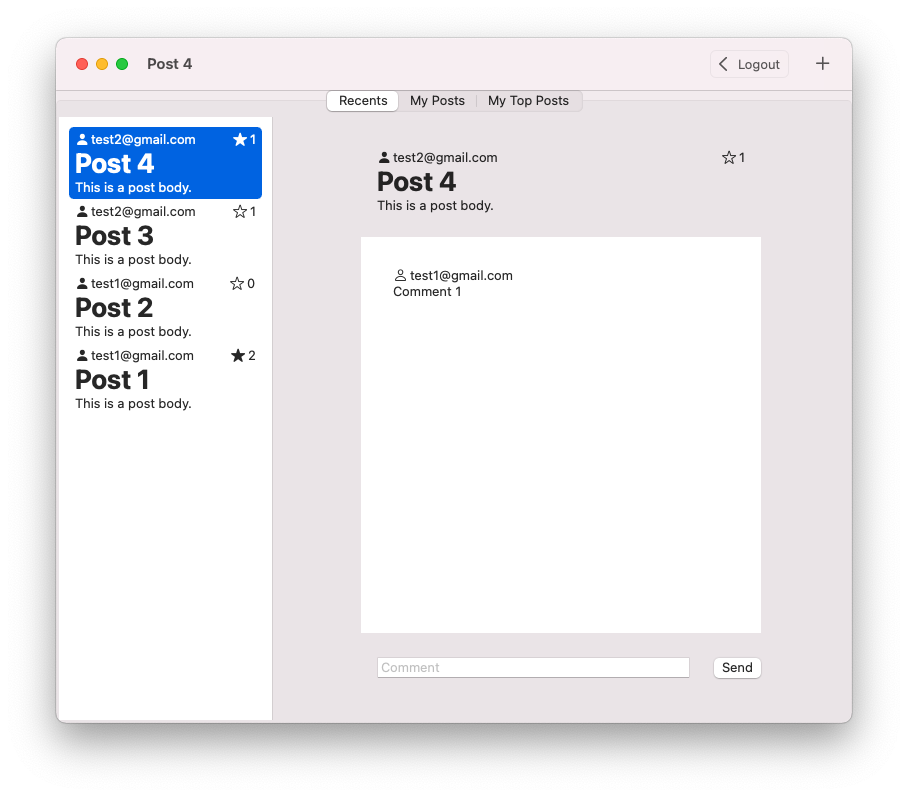 Post 4
Logout
Recents
My Posts
My Top Posts
test2@gmail.com 1
Post 4
This is a post body.
test2@gmail.com 1
Post 3
This is a post body.
test1@gmail.com 0
Post 2
This is a post body.
test1@gmail.com 2
Post 1
This is a post body.
test2@gmail.com 1
Post 4
This is a post body.
test1@gmail.com
Comment 1
Comment
Send